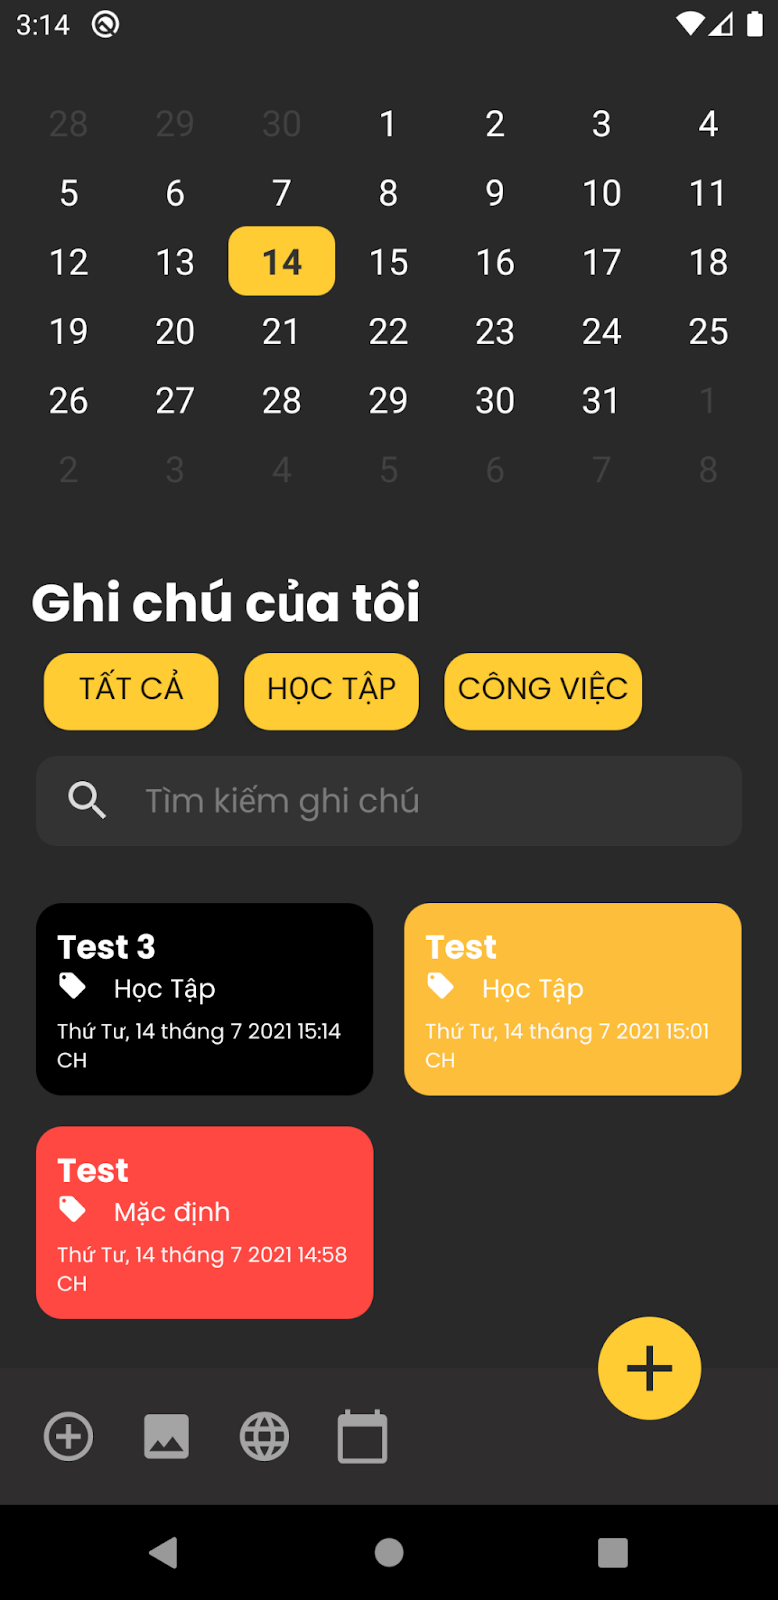 3:14
28 29 30 1 2 3 4
5 6 7 8 9 10 11
12 13 14 15 16 17 18
19 20 21 22 23 24 25
26 27 28 29 30 31 1
2 3 4 5 6 7 8
Ghi chú của tôi
TẤT CẢ HỌC TẬP CÔNG VIỆC
Tìm kiếm ghi chú
Test 3
Học Tập
Thứ Tư, 14 tháng 7 2021 15:14
CH
Test
Học Tập
Thứ Tư, 14 tháng 7 2021 15:01
CH
Test
Mặc định
Thứ Tư, 14 tháng 7 2021 14:58
CH